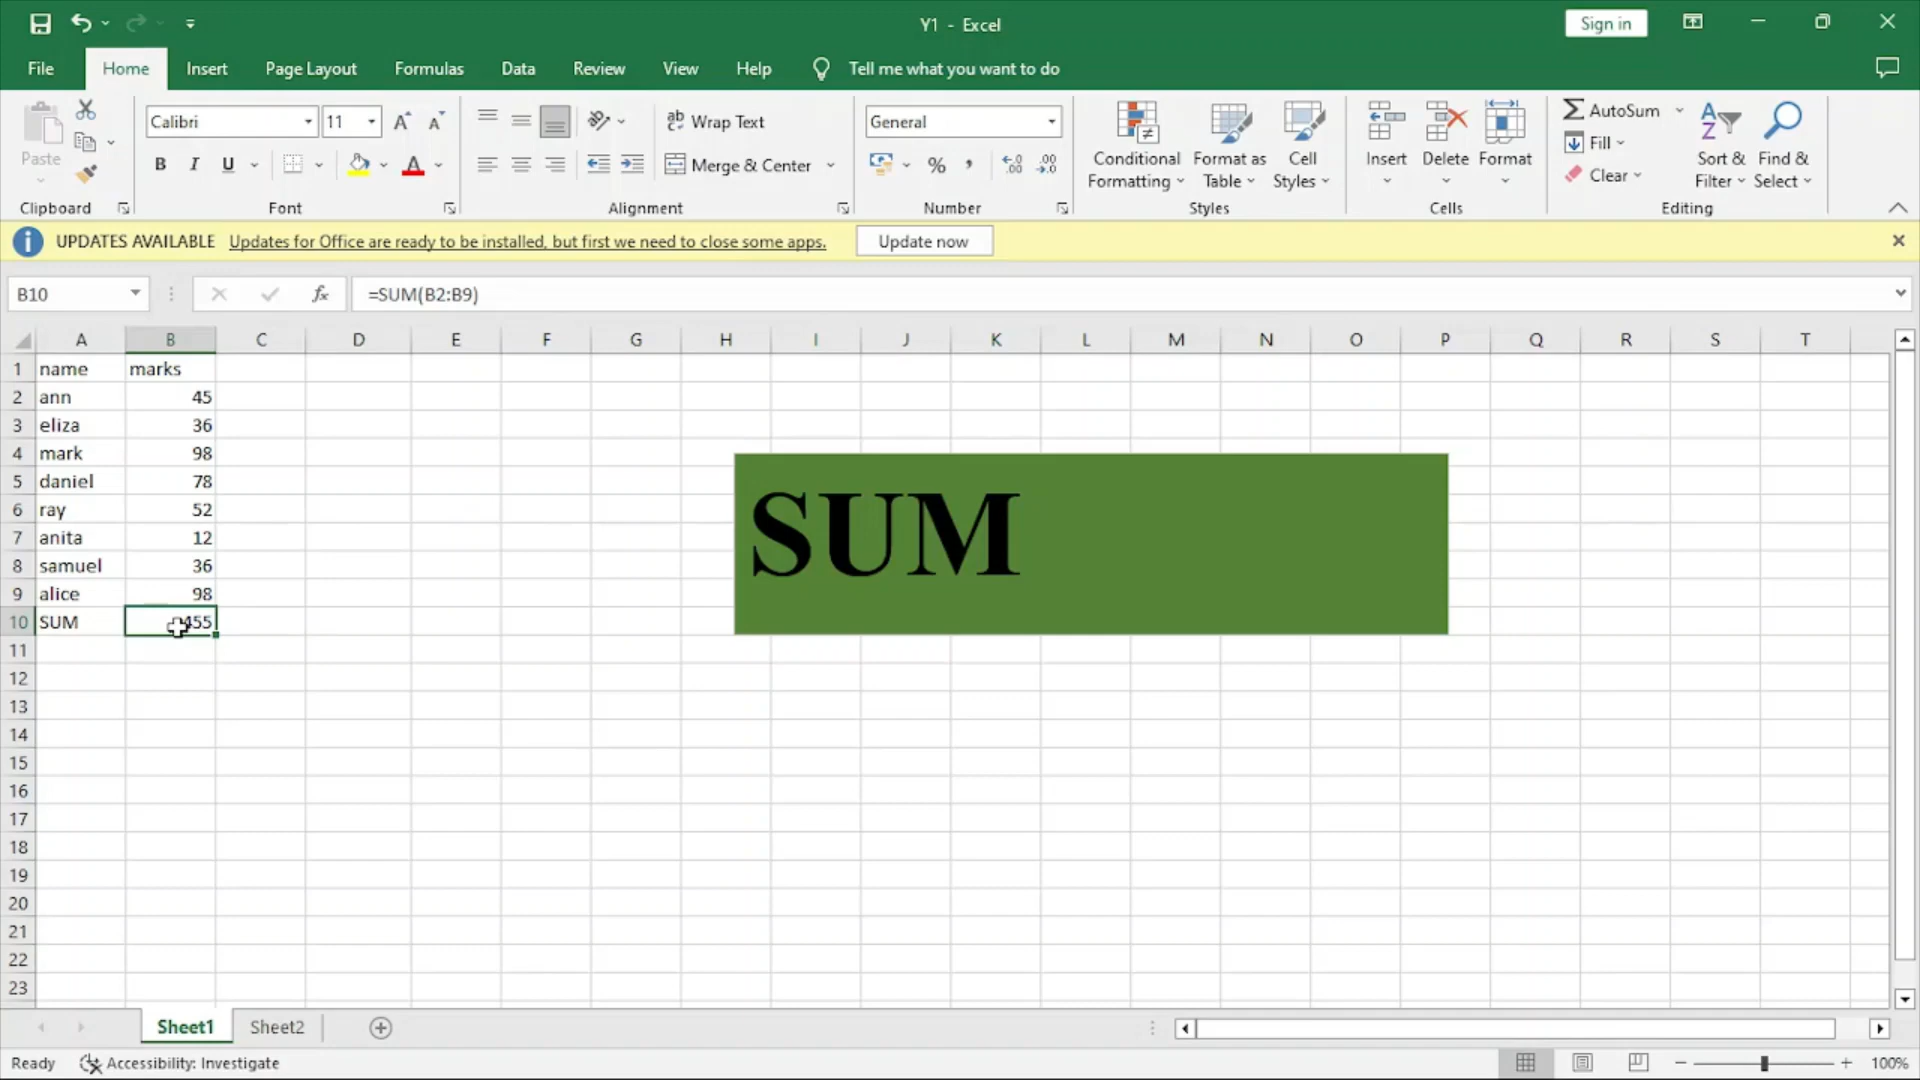 Y1 - Excel
Sign in
File Home Insert Page Layout Formulas Data Review View Help Tell me what you want to do
Calibri 11 Wrap Text General AutoSum
Paste Fill
B I U Merge & Center % Conditional Formatting Format as Table Cell Styles Insert Delete Format Clear Sort & Filter Find & Select
Clipboard Font Alignment Number Styles Cells Editing
UPDATES AVAILABLE Updates for Office are ready to be installed, but first we need to close some apps. Update now
B10 fx =SUM(B2:B9)
A B C D E F G H I J K L M N O P Q R S T
1 name marks
2 ann 45
3 eliza 36
4 mark 98
5 daniel 78
6 ray 52
7 anita 12
8 samuel 36
9 alice 98
10 SUM 455
SUM
11
12
13
14
15
16
17
18
19
20
21
22
23
Sheet1 Sheet2
Ready Accessibility: Investigate 100%